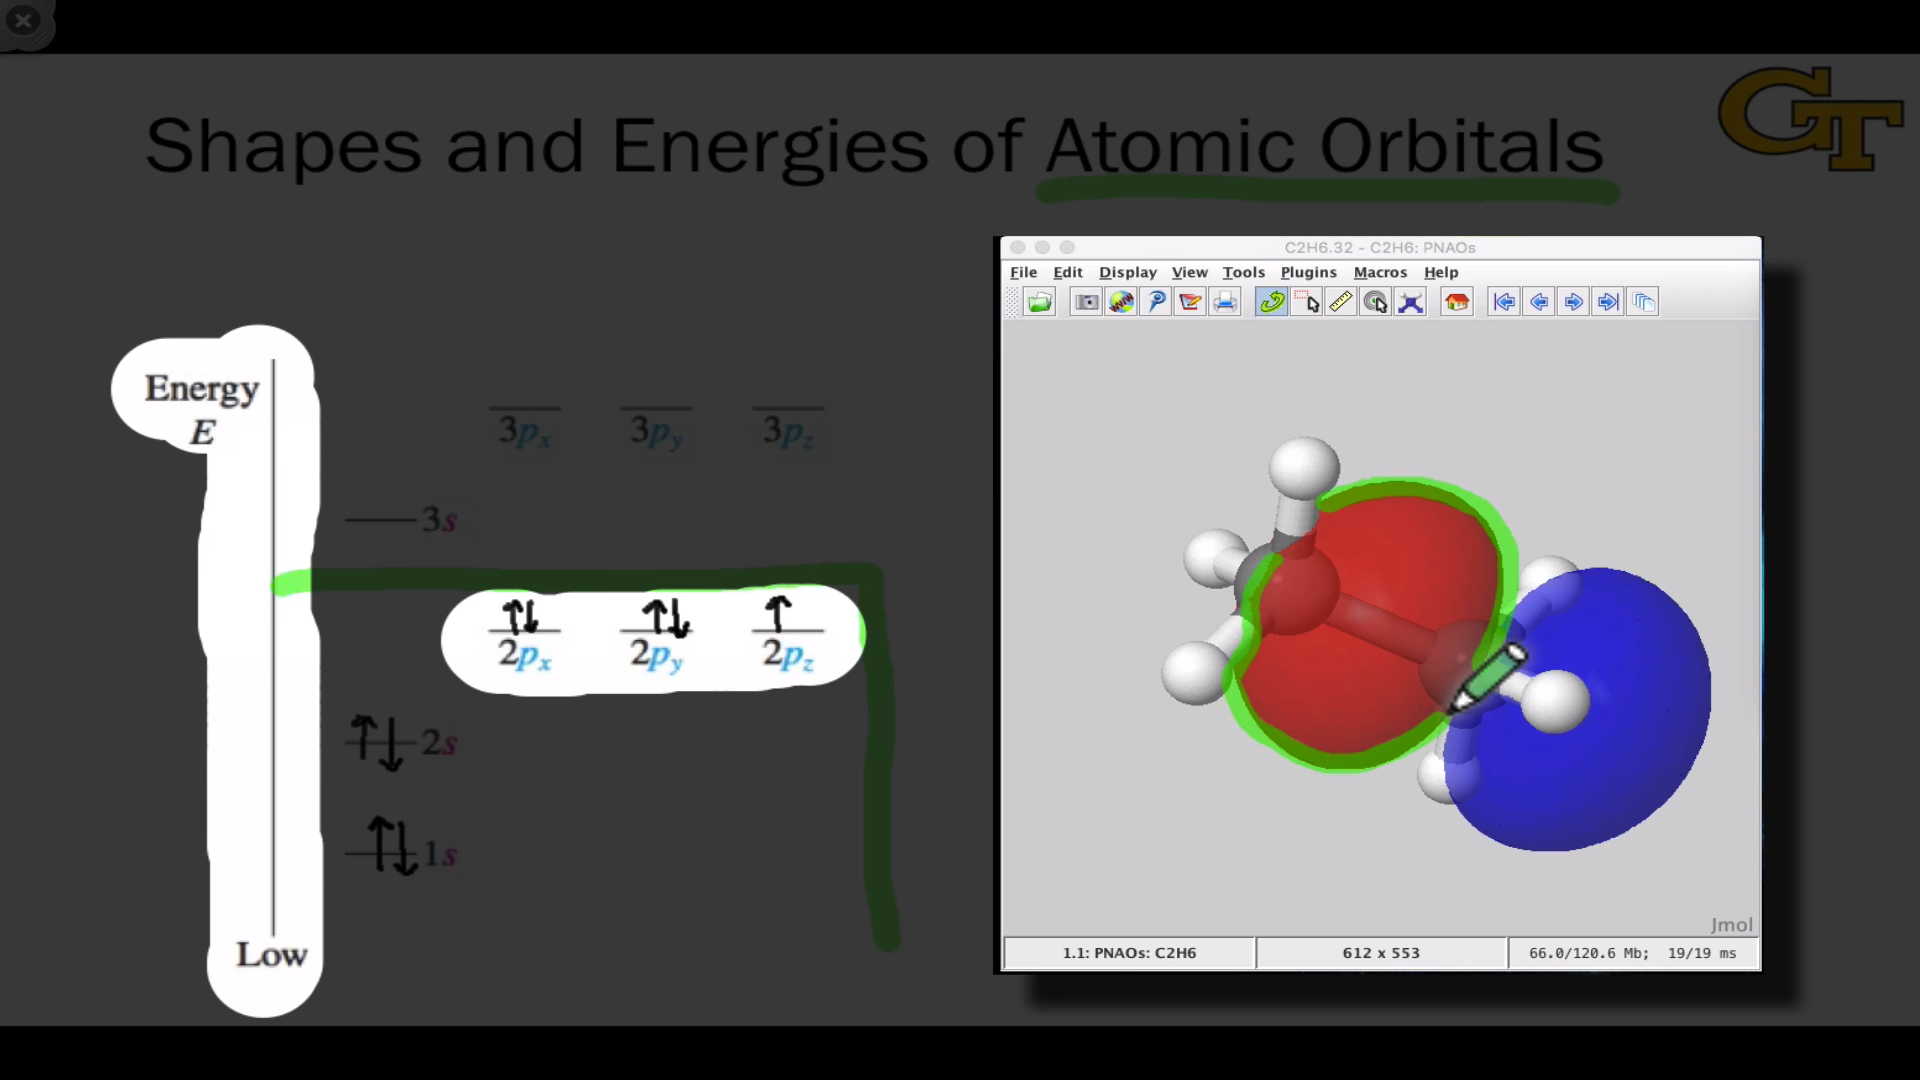 GT
Shapes and Energies of Atomic Orbitals
Energy
E
3px 3py 3pz
3s
2px 2py 2pz
2s
1s
Low
C2H6.32 - C2H6: PNAOs
File Edit Display View Tools Plugins Macros Help
Jmol
1.1: PNAOs: C2H6 612 x 553 66.0/120.6 Mb; 19/19 ms